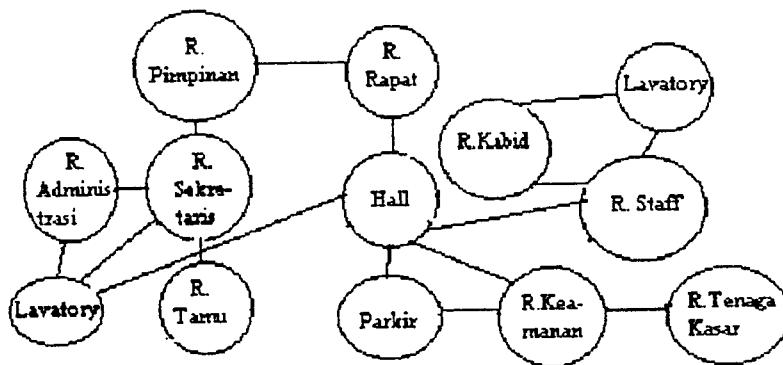 R.
Pimpinan
R.
Rapat
Lavatory
R.Kabid
R.
Adminis
trasi
R.
Sekre-
taris
Hall
R. Staff
Lavatory
R.
Tamu
Parkir
R.Kea-
manan
R.Tenaga
Kasar